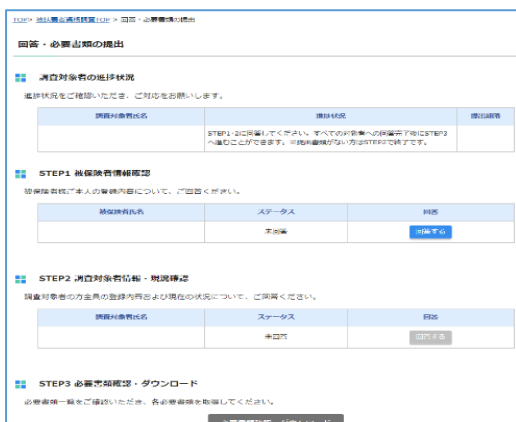 TOP> 被扶養者資格調査TOP > 回答・必要書類の提出
回答・必要書類の提出
調査対象者の進捗状況
進捗状況をご確認いただき、ご対応をお願いします。
調査対象者氏名 進捗状況 提出期限
STEP1·2に回答してください。すべての対象者への回答完了後にSTEP3
へ進むことができます。※提出書類がない方はSTEP2で終了です。
STEP1 被保険者情報確認
被保険者様ご本人の登録内容について、ご回答ください。
被保険者氏名 ステータス 回答
未回答 回答する
STEP2 調査対象者情報・現況確認
調査対象者の方全員の登録内容および現在の状況について、ご回答ください。
調査対象者氏名 ステータス 回答
未回答 回答する
STEP3 必要書類確認・ダウンロード
必要書類一覧をご確認いただき、各必要書類を取得してください。